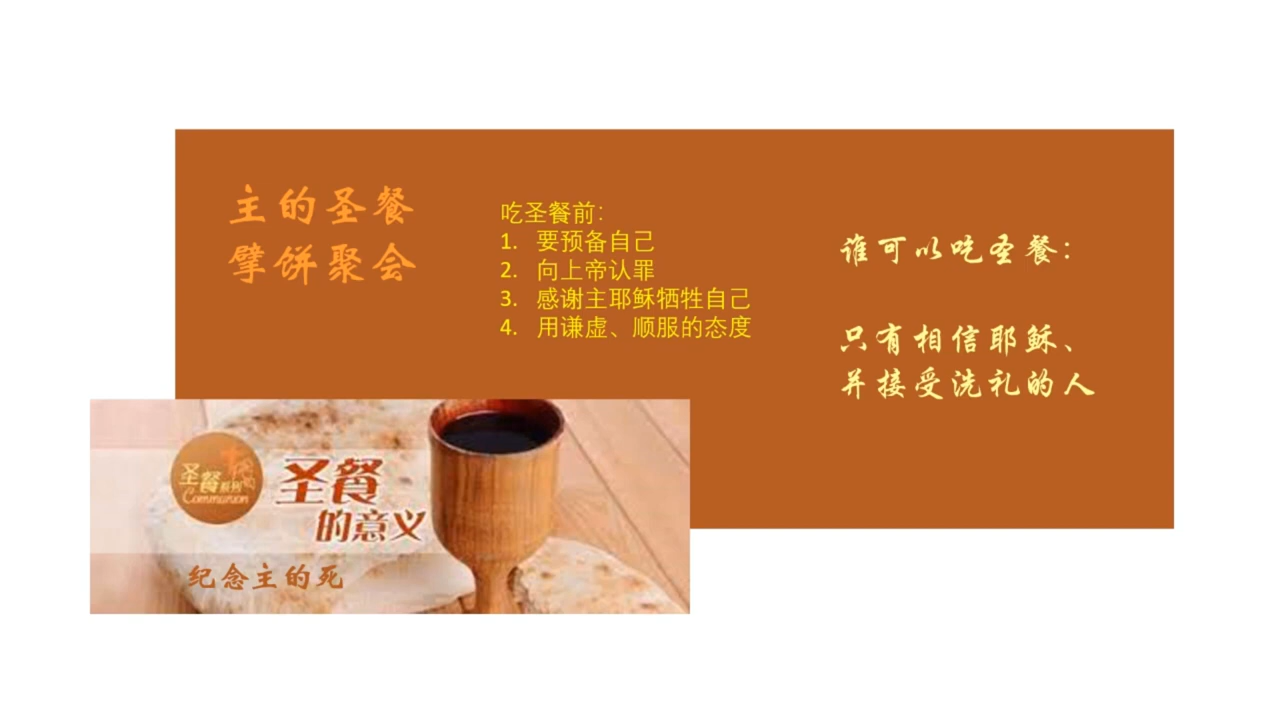 主的圣餐
擘饼聚会
吃圣餐前：
1. 要预备自己
2. 向上帝认罪
3. 感谢主耶稣牺牲自己
4. 用谦虚、顺服的态度
谁可以吃圣餐：
只有相信耶稣、
并接受洗礼的人
圣餐系列
Communion
圣餐
的意义
纪念主的死